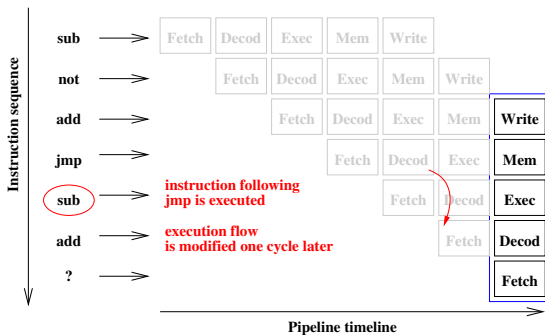 sub Fetch Decod Exec Mem Write
not Fetch Decod Exec Mem Write
add Fetch Decod Exec Mem Write
jmp Fetch Decod Exec Mem
sub instruction following Fetch Decod Exec
jmp is executed
add execution flow Fetch Decod
is modified one cycle later
? Fetch
Instruction sequence
Pipeline timeline